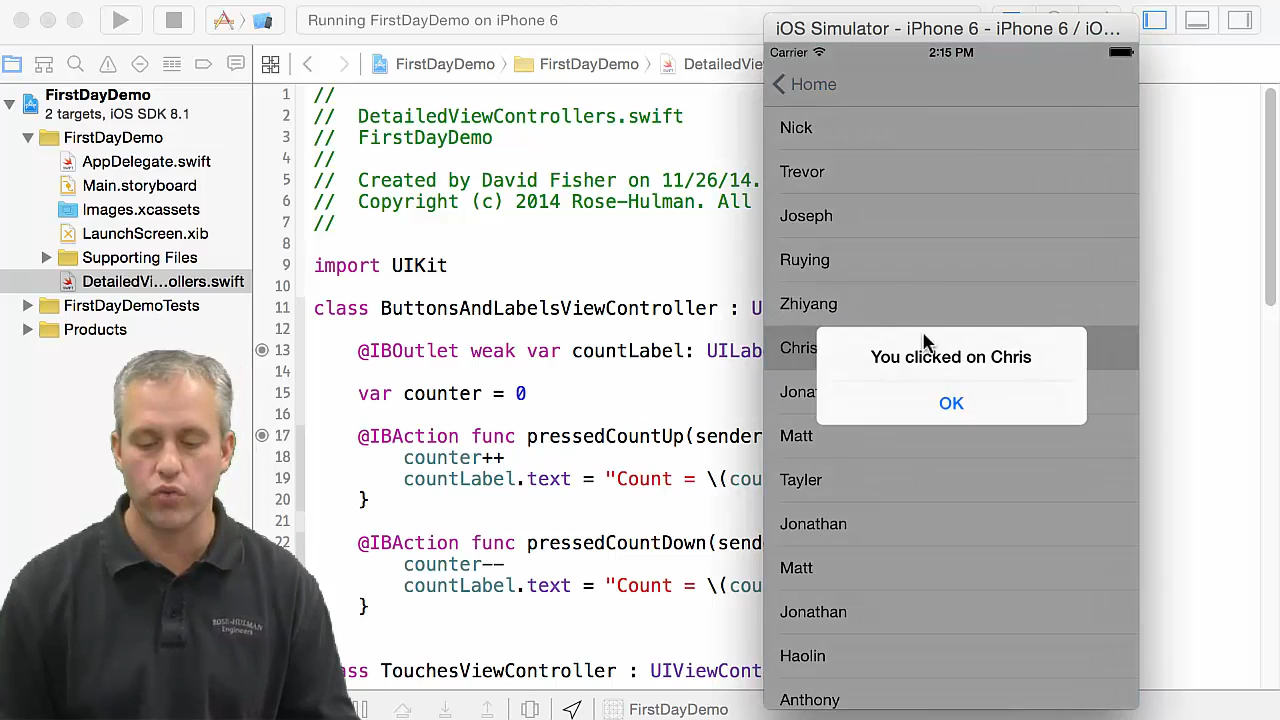 Running FirstDayDemo on iPhone 6
FirstDayDemo
2 targets, iOS SDK 8.1
FirstDayDemo
AppDelegate.swift
Main.storyboard
Images.xcassets
LaunchScreen.xib
Supporting Files
DetailedVi...ollers.swift
FirstDayDemoTests
Products
FirstDayDemo
FirstDayDemo
DetailedVi
1 //
2 // DetailedViewControllers.swift
3 // FirstDayDemo
4 //
5 // Created by David Fisher on 11/26/14.
6 // Copyright (c) 2014 Rose-Hulman. All
7 //
8
9 import UIKit
10
11 class ButtonsAndLabelsViewController : U
12
13 @IBOutlet weak var countLabel: UILab
14
15 var counter = 0
16
17 @IBAction func pressedCountUp(sender
18 counter++
19 countLabel.text = "Count = \(cou
20 }
21
22 @IBAction func pressedCountDown(send
counter--
countLabel.text = "Count = \(cou
}
ass TouchesViewController : UIViewCont
FirstDayDemo
ROSE-HULMAN
Engineers
iOS Simulator - iPhone 6 - iPhone 6 / iO...
Carrier
2:15 PM
Home
Nick
Trevor
Joseph
Ruying
Zhiyang
Chris
You clicked on Chris
OK
Jona
Matt
Tayler
Jonathan
Matt
Jonathan
Haolin
Anthony